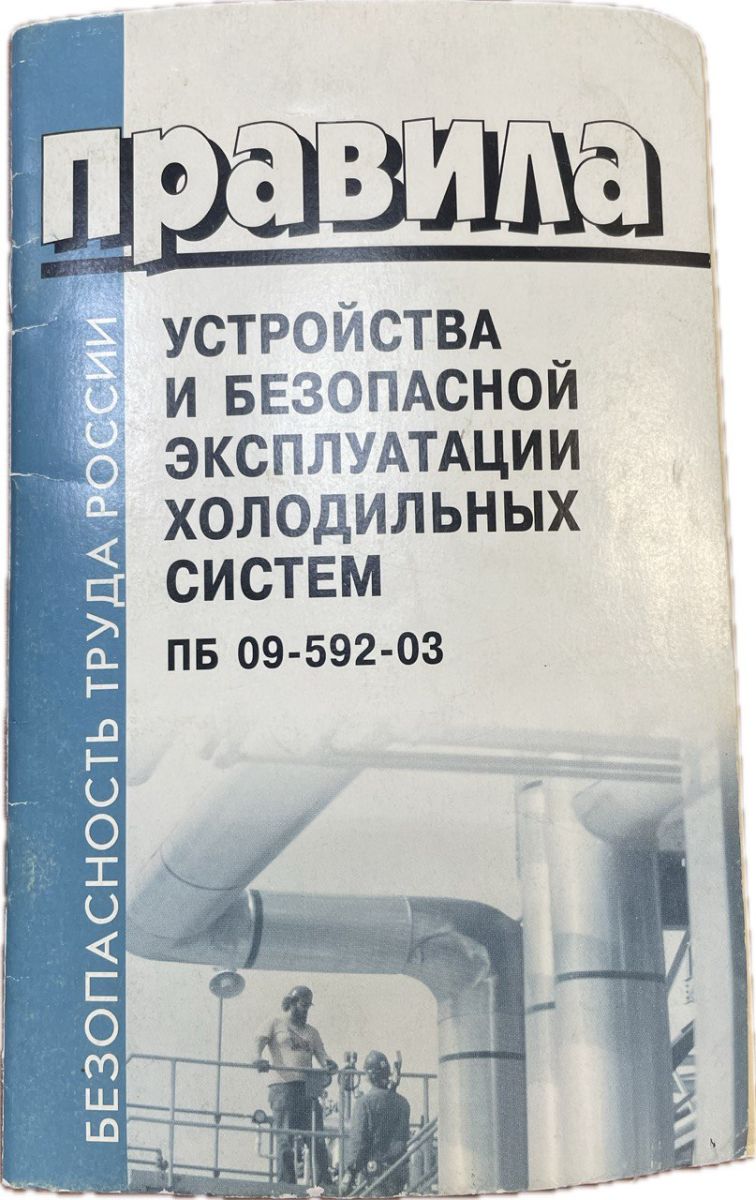 правила
УСТРОЙСТВА
И БЕЗОПАСНОЙ
ЭКСПЛУАТАЦИИ
ХОЛОДИЛЬНЫХ
СИСТЕМ
ПБ 09-592-03
БЕЗОПАСНОСТЬ ТРУДА РОССИИ